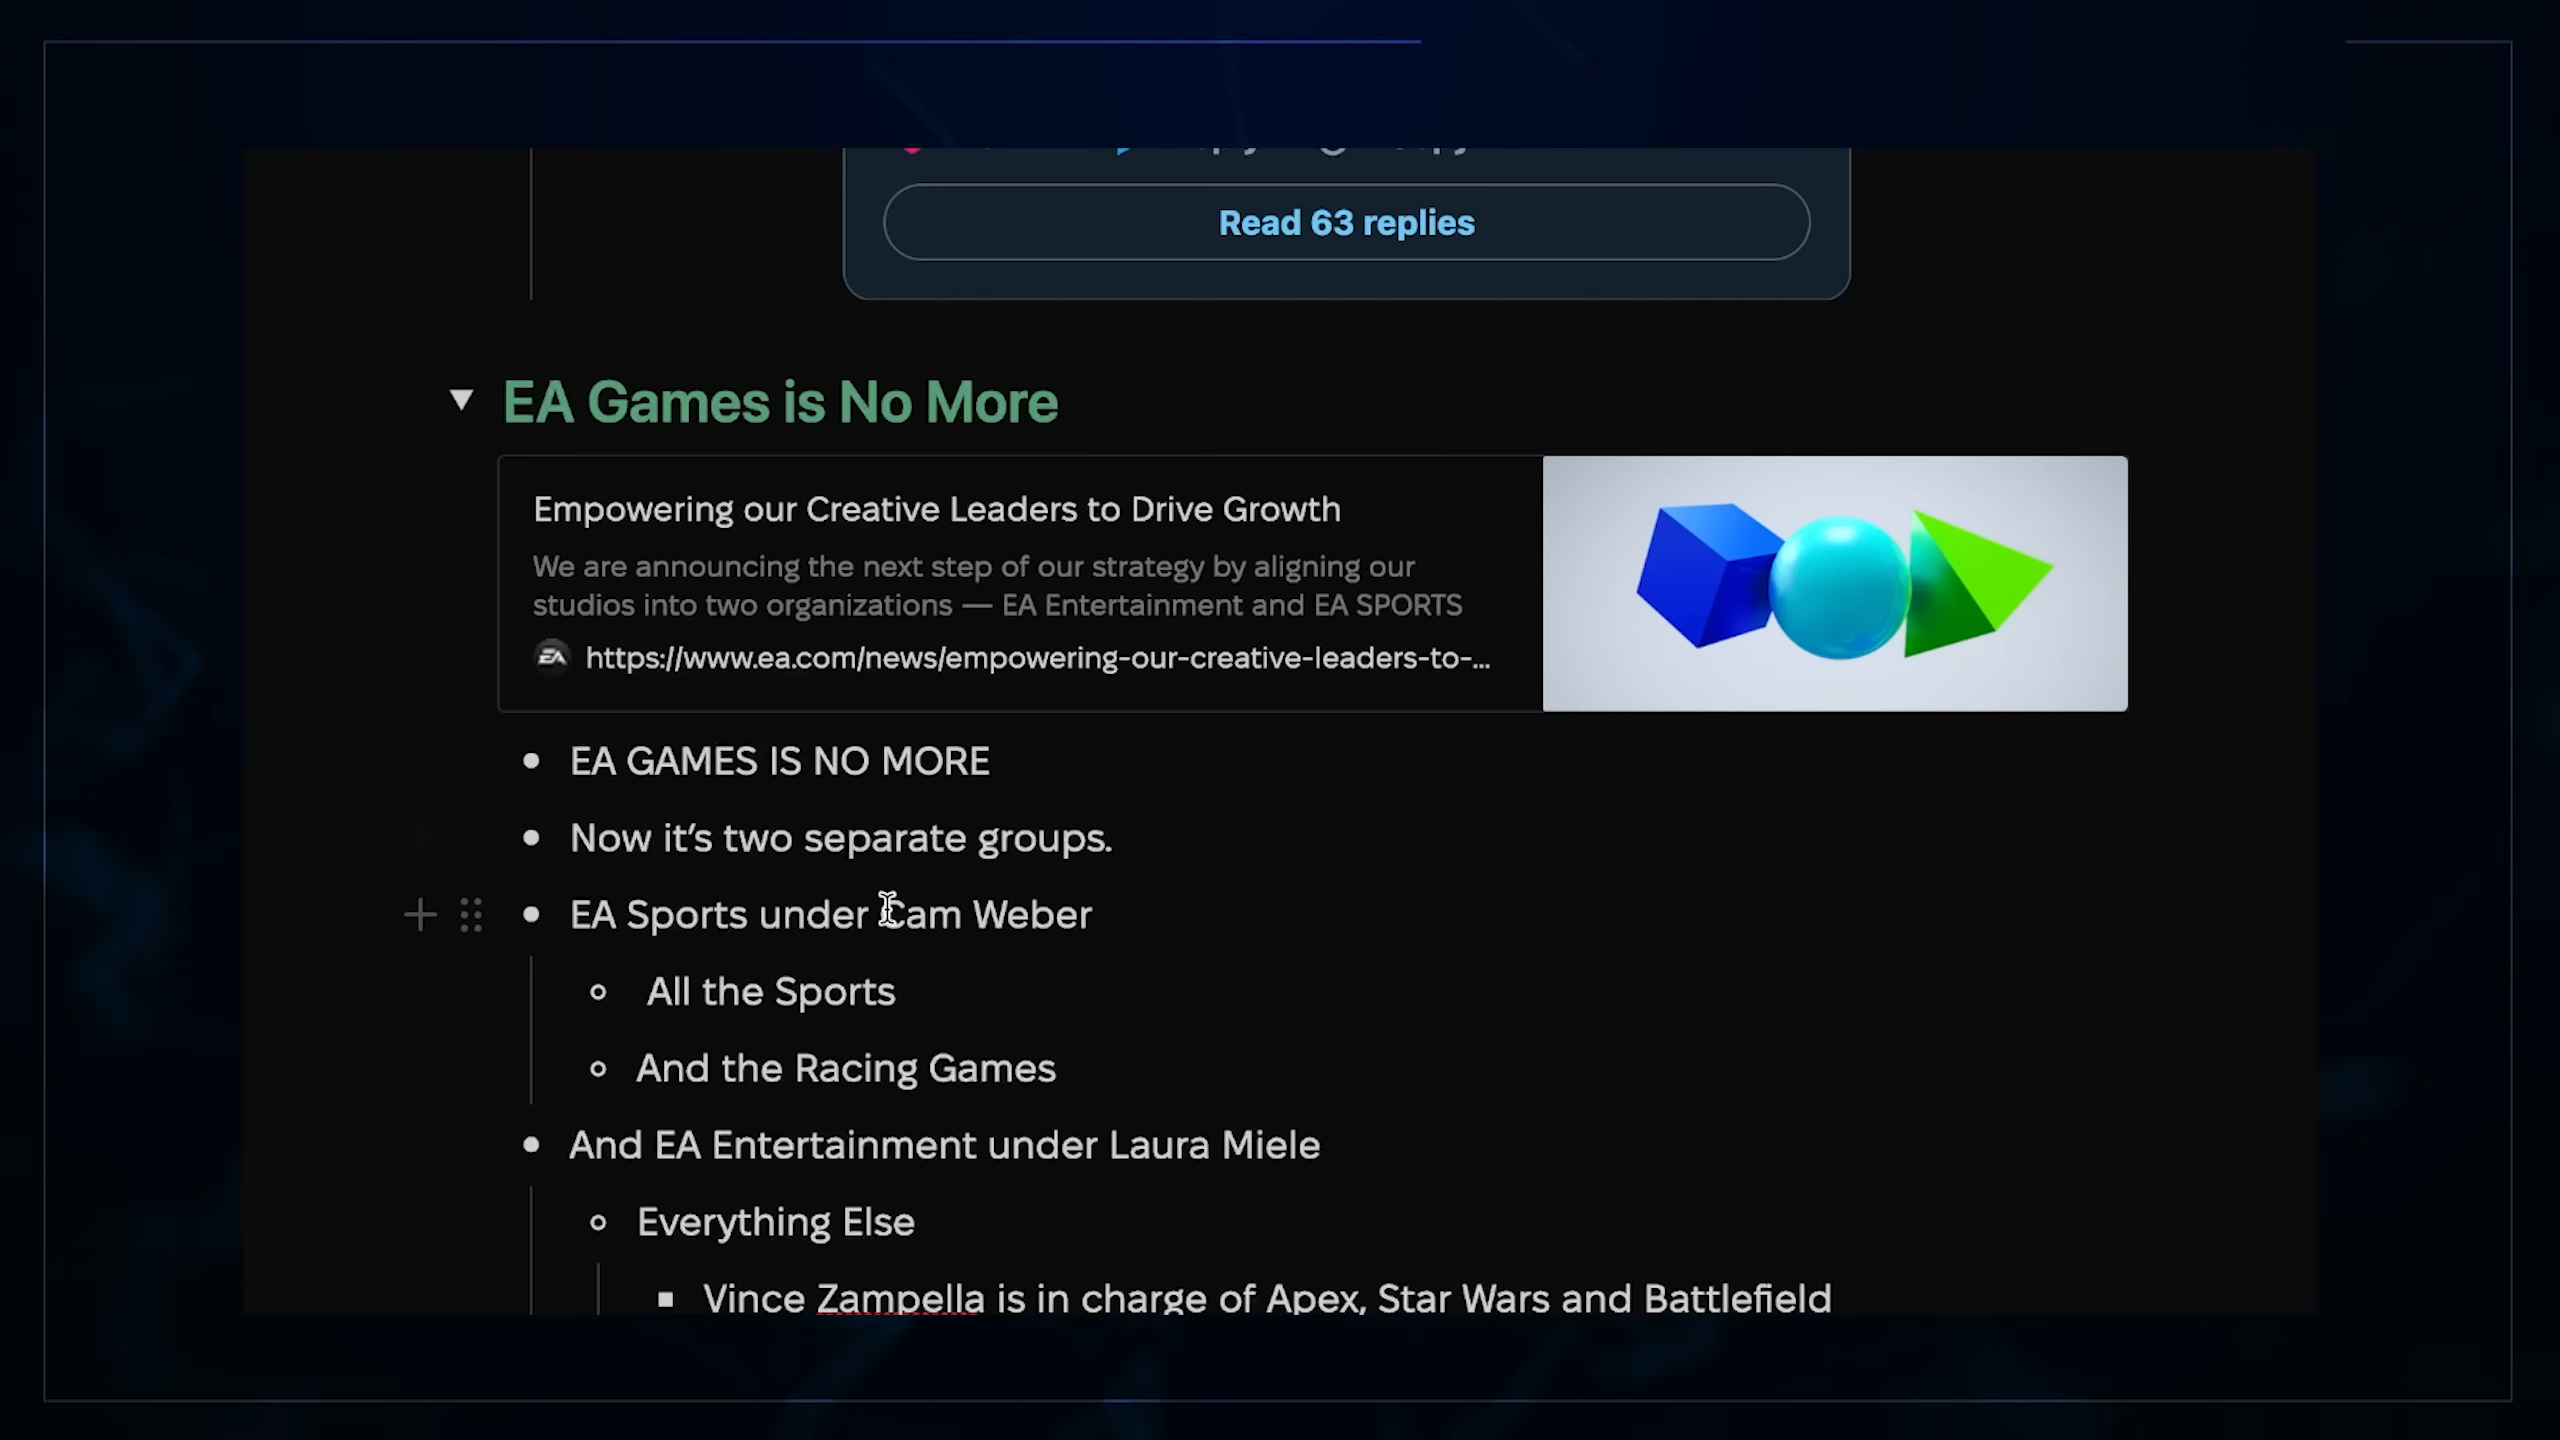 Read 63 replies
EA Games is No More
Empowering our Creative Leaders to Drive Growth
We are announcing the next step of our strategy by aligning our
studios into two organizations — EA Entertainment and EA SPORTS
EA https://www.ea.com/news/empowering-our-creative-leaders-to-...
EA GAMES IS NO MORE
Now it's two separate groups.
EA Sports under Cam Weber
All the Sports
And the Racing Games
And EA Entertainment under Laura Miele
Everything Else
Vince Zampella is in charge of Apex, Star Wars and Battlefield